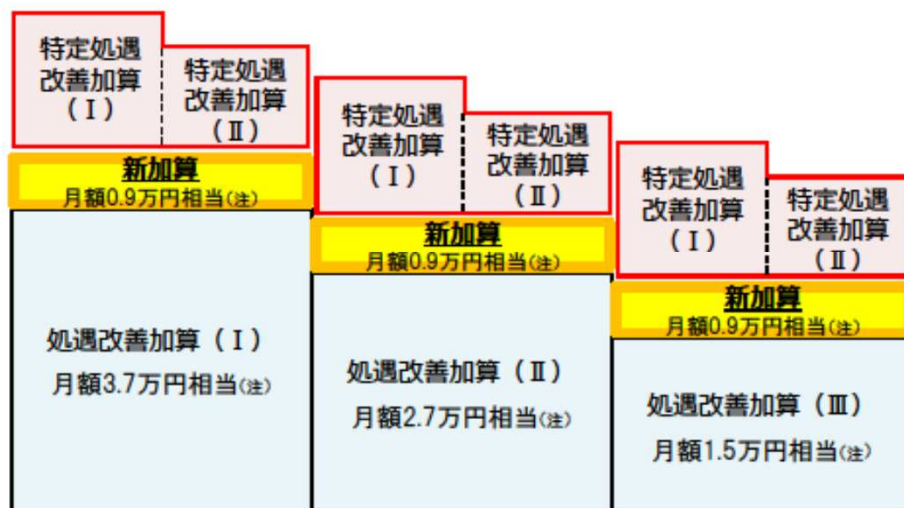 特定処遇
改善加算
(Ⅰ)
特定処遇
改善加算
(Ⅱ)
新加算
月額0.9万円相当(注)
処遇改善加算(Ⅰ)
月額3.7万円相当(注)
特定処遇
改善加算
(Ⅰ)
特定処遇
改善加算
(Ⅱ)
新加算
月額0.9万円相当(注)
処遇改善加算(Ⅱ)
月額2.7万円相当(注)
特定処遇
改善加算
(Ⅰ)
特定処遇
改善加算
(Ⅱ)
新加算
月額0.9万円相当(注)
処遇改善加算(Ⅲ)
月額1.5万円相当(注)